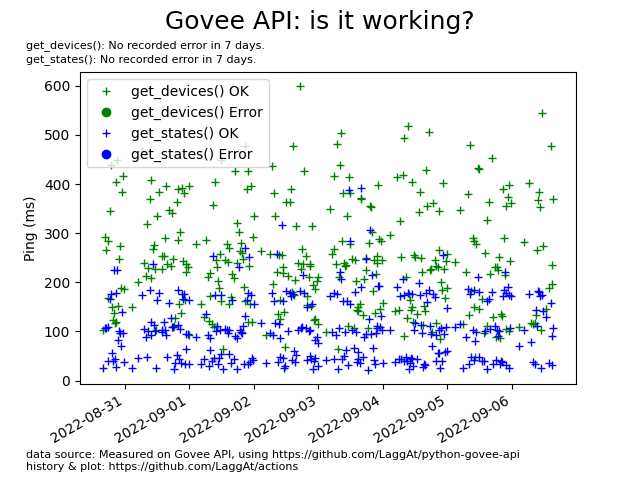 Govee API: is it working?
get_devices(): No recorded error in 7 days.
get_states(): No recorded error in 7 days.
get_devices() OK
get_devices() Error
get_states() OK
get_states() Error
Ping (ms)
600
500
400
300
200
100
0
2022-08-31
2022-09-01
2022-09-02
2022-09-03
2022-09-04
2022-09-05
2022-09-06
data source: Measured on Govee API, using https://github.com/LaggAt/python-govee-api
history & plot: https://github.com/LaggAt/actions